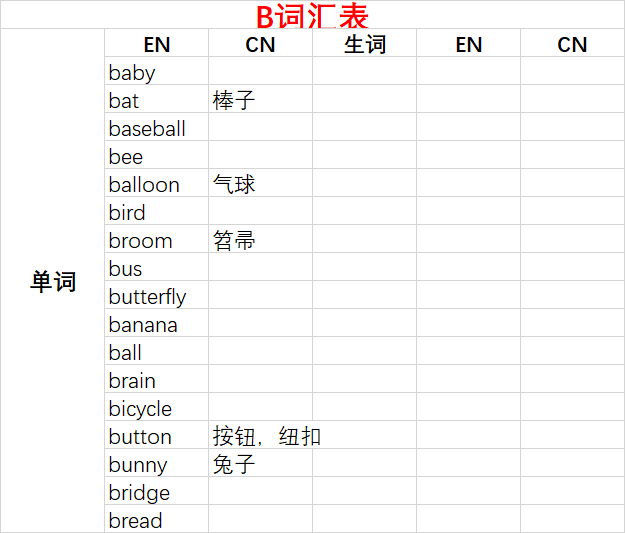 B词汇表
EN CN 生词 EN CN
单词
baby
bat 棒子
baseball
bee
balloon 气球
bird
broom 笤帚
bus
butterfly
banana
ball
brain
bicycle
button 按钮，纽扣
bunny 兔子
bridge
bread